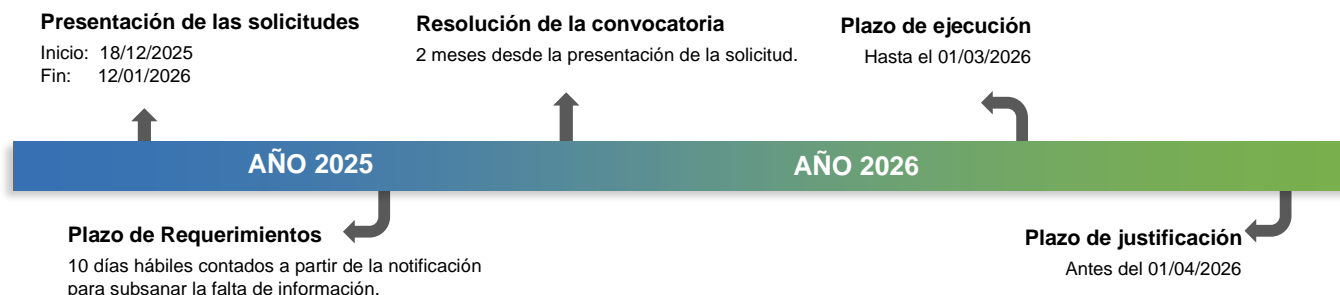 Presentación de las solicitudes
Inicio: 18/12/2025
Fin: 12/01/2026
Resolución de la convocatoria
2 meses desde la presentación de la solicitud.
Plazo de ejecución
Hasta el 01/03/2026
AÑO 2025
AÑO 2026
Plazo de Requerimientos
10 días hábiles contados a partir de la notificación
para subsanar la falta de información.
Plazo de justificación
Antes del 01/04/2026